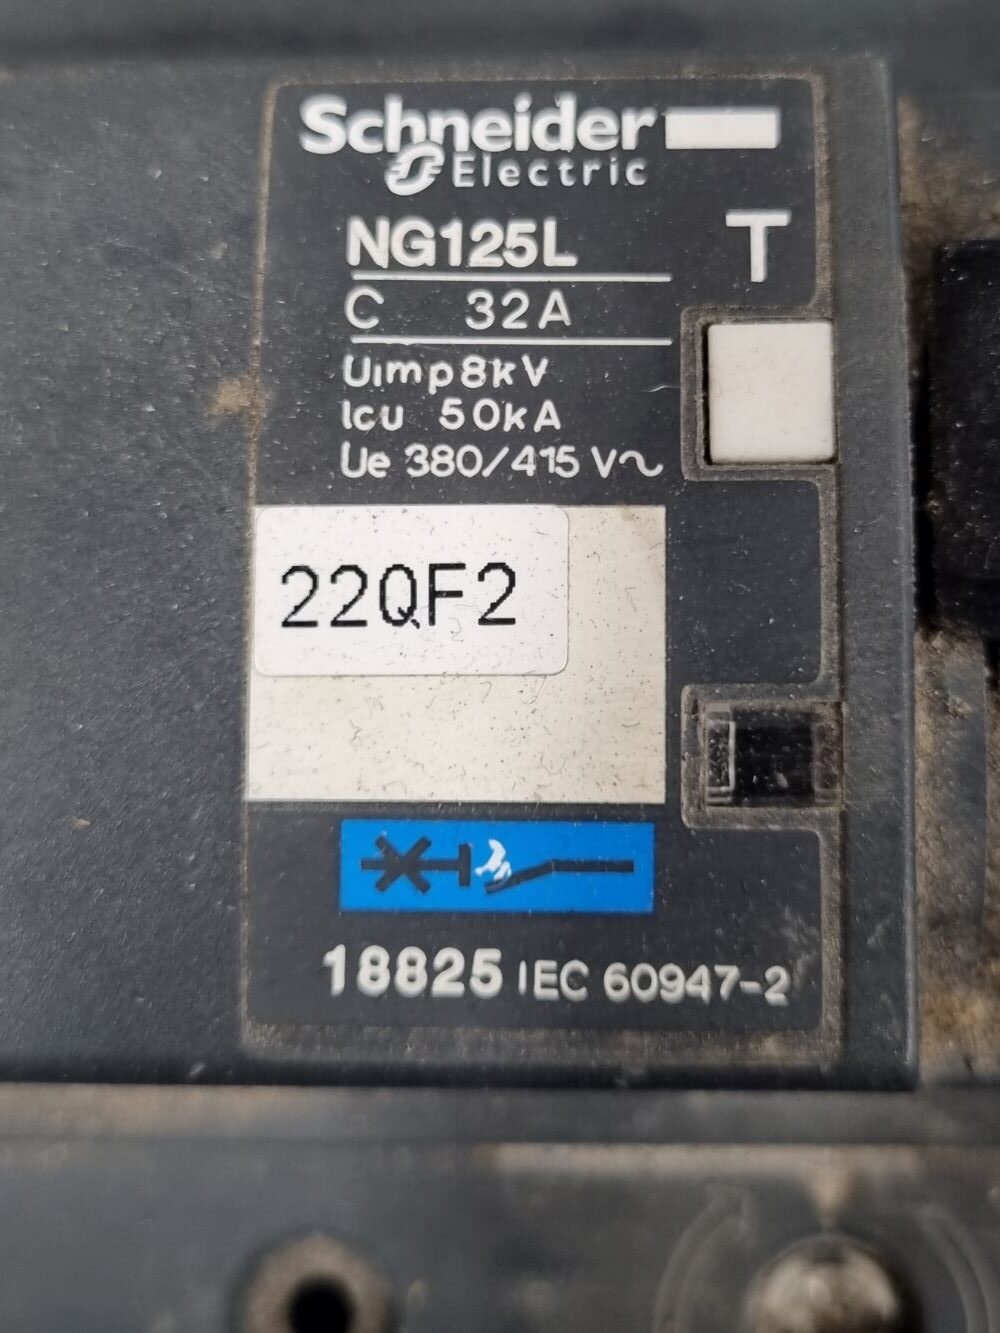 Schneider
Electric
NG125L
T
C 32A
Uimp 8kV
Icu 50kA
Ue 380/415 V~
22QF2
18825 IEC 60947-2